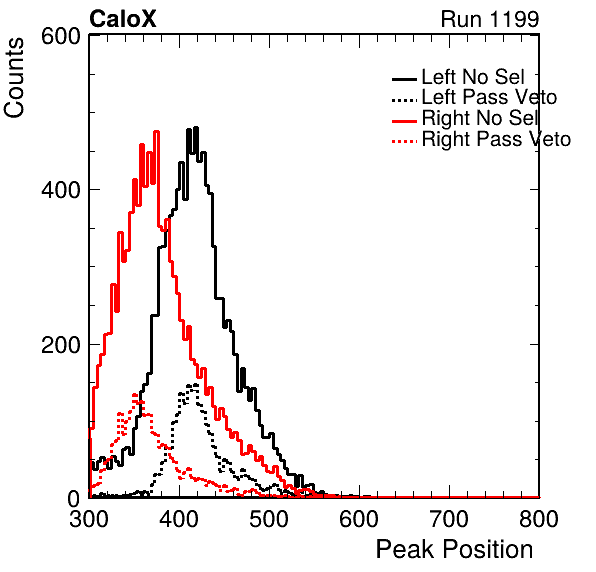 CaloX Run 1199
Counts
600
400
200
0
Left No Sel
Left Pass Veto
Right No Sel
Right Pass Veto
300 400 500 600 700 800
Peak Position